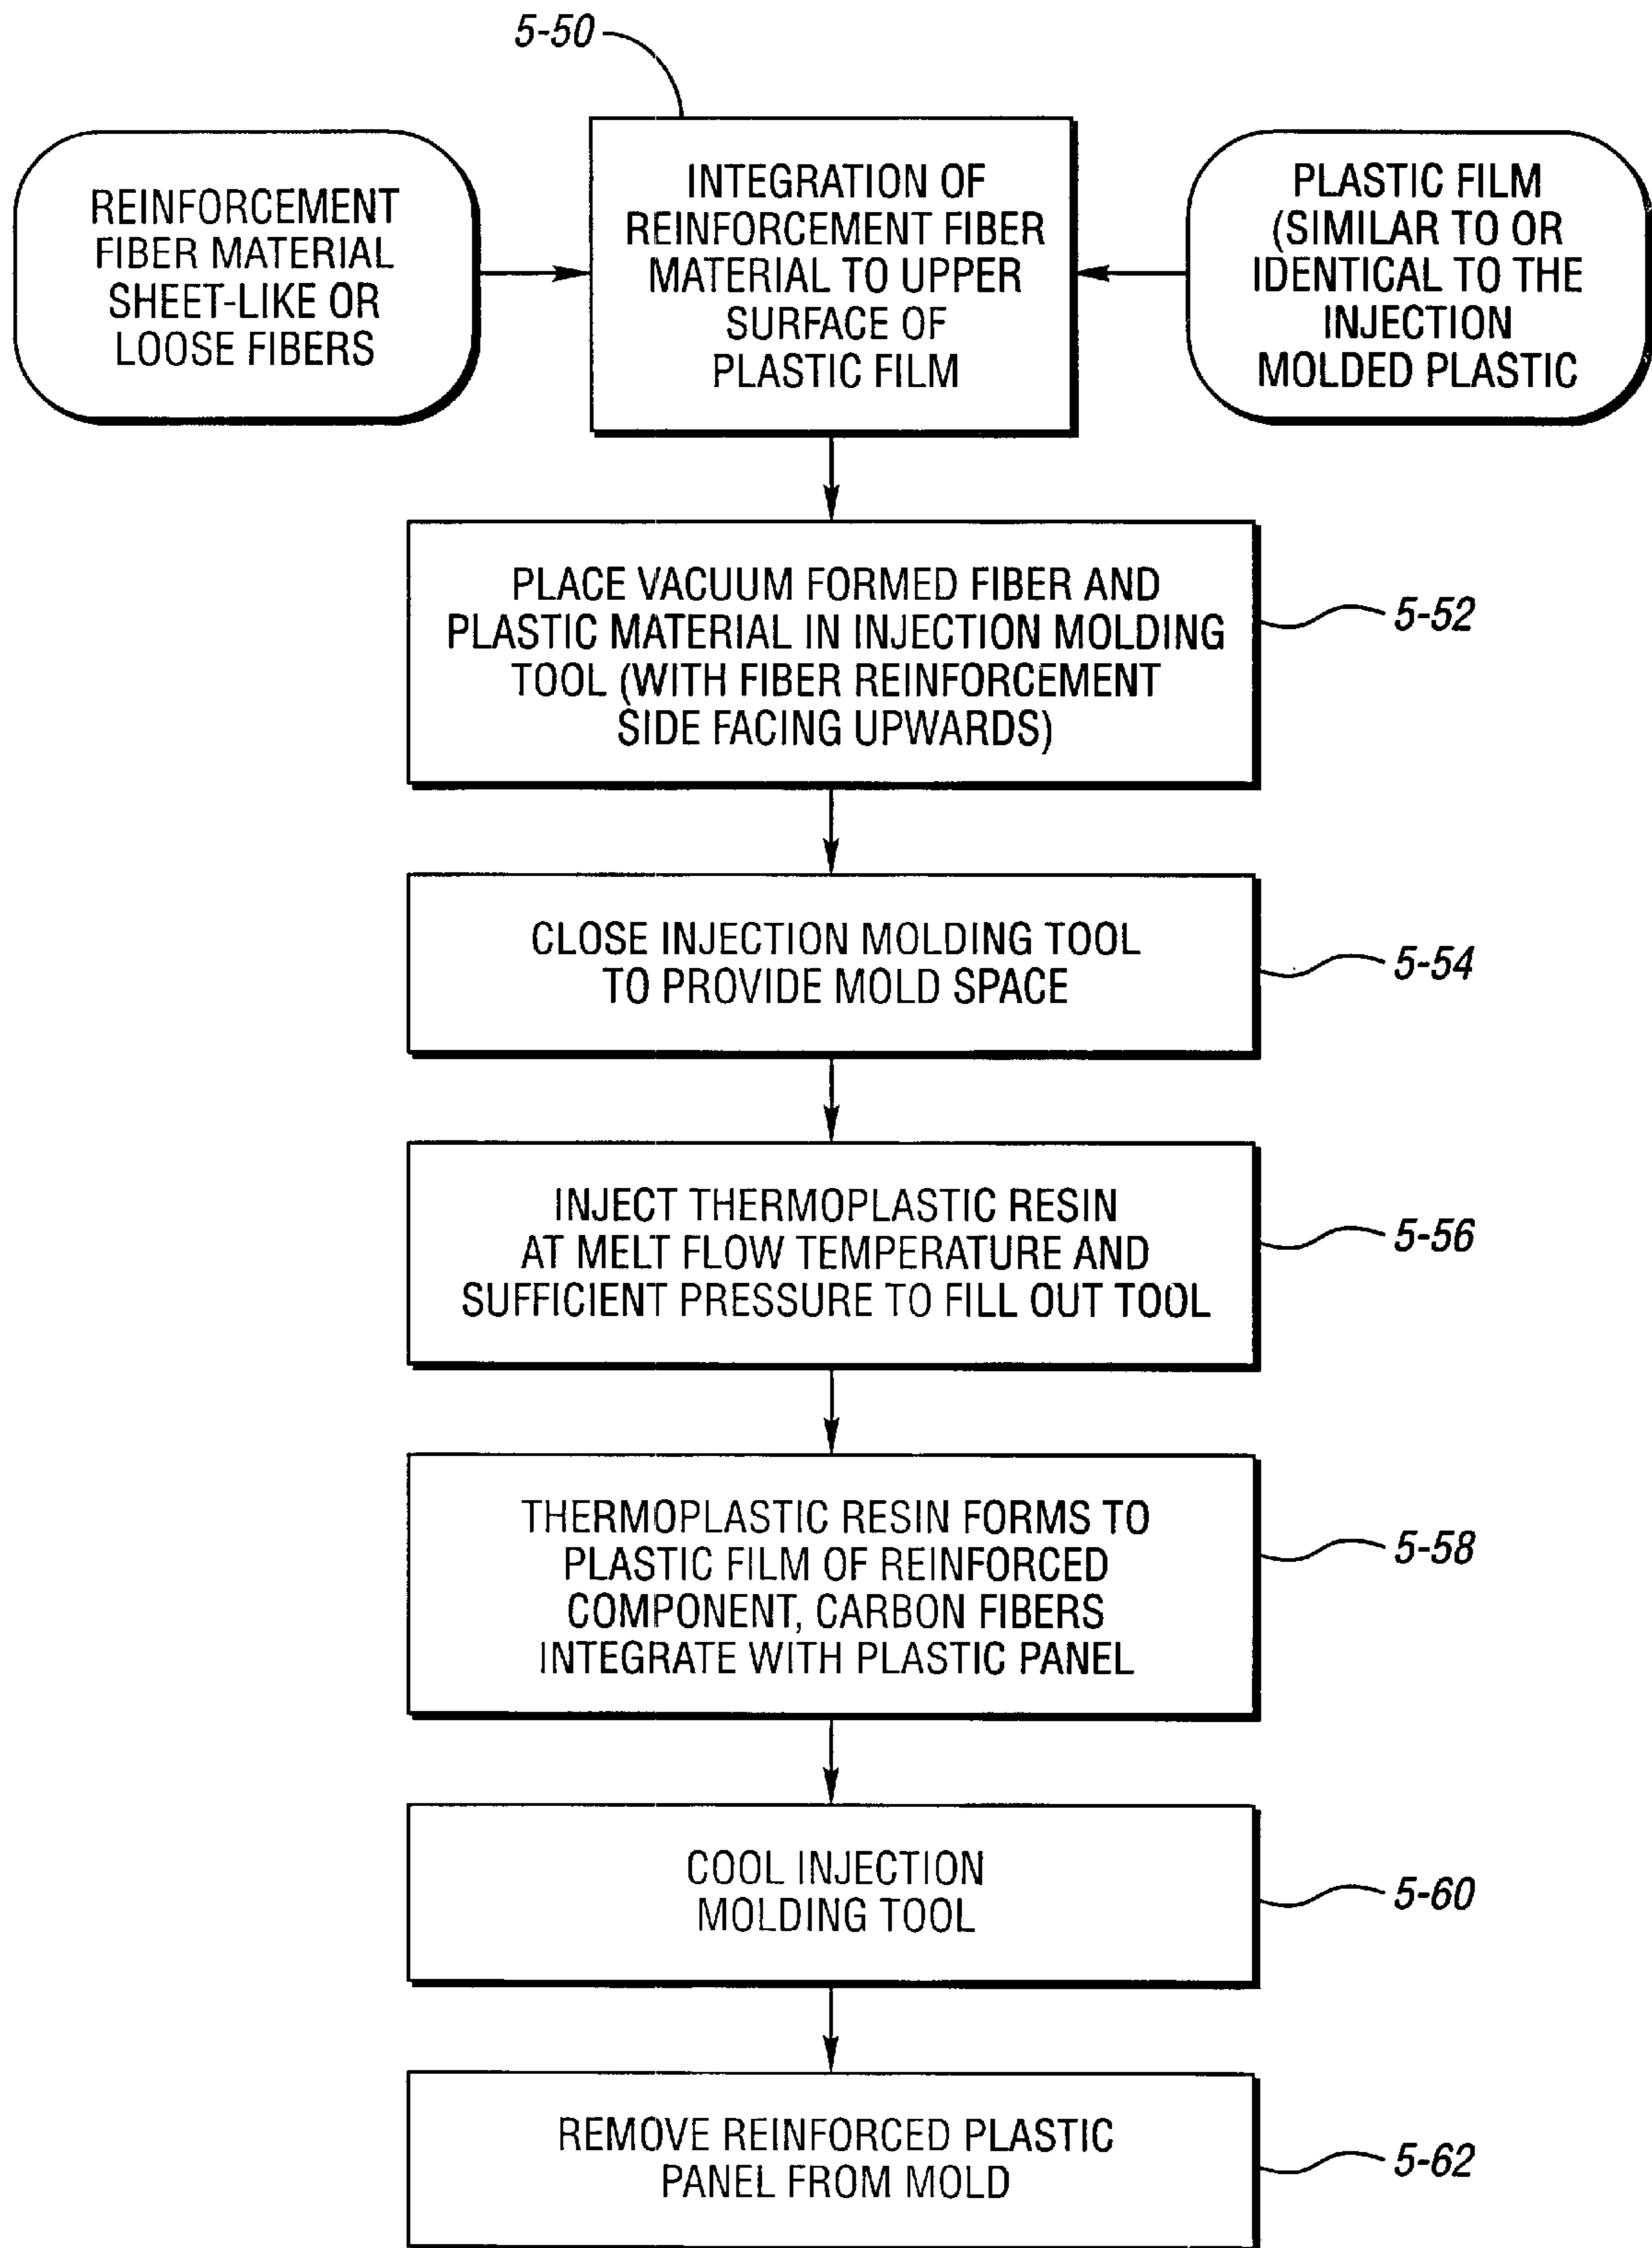 5-50
REINFORCEMENT
FIBER MATERIAL
SHEET-LIKE OR
LOOSE FIBERS
INTEGRATION OF
REINFORCEMENT FIBER
MATERIAL TO UPPER
SURFACE OF
PLASTIC FILM
PLASTIC FILM
(SIMILAR TO OR
IDENTICAL TO THE
INJECTION
MOLDED PLASTIC
PLACE VACUUM FORMED FIBER AND
PLASTIC MATERIAL IN INJECTION MOLDING
TOOL (WITH FIBER REINFORCEMENT
SIDE FACING UPWARDS)
5-52
CLOSE INJECTION MOLDING TOOL
TO PROVIDE MOLD SPACE
5-54
INJECT THERMOPLASTIC RESIN
AT MELT FLOW TEMPERATURE AND
SUFFICIENT PRESSURE TO FILL OUT TOOL
5-56
THERMOPLASTIC RESIN FORMS TO
PLASTIC FILM OF REINFORCED
COMPONENT, CARBON FIBERS
INTEGRATE WITH PLASTIC PANEL
5-58
COOL INJECTION
MOLDING TOOL
5-60
REMOVE REINFORCED PLASTIC
PANEL FROM MOLD
5-62